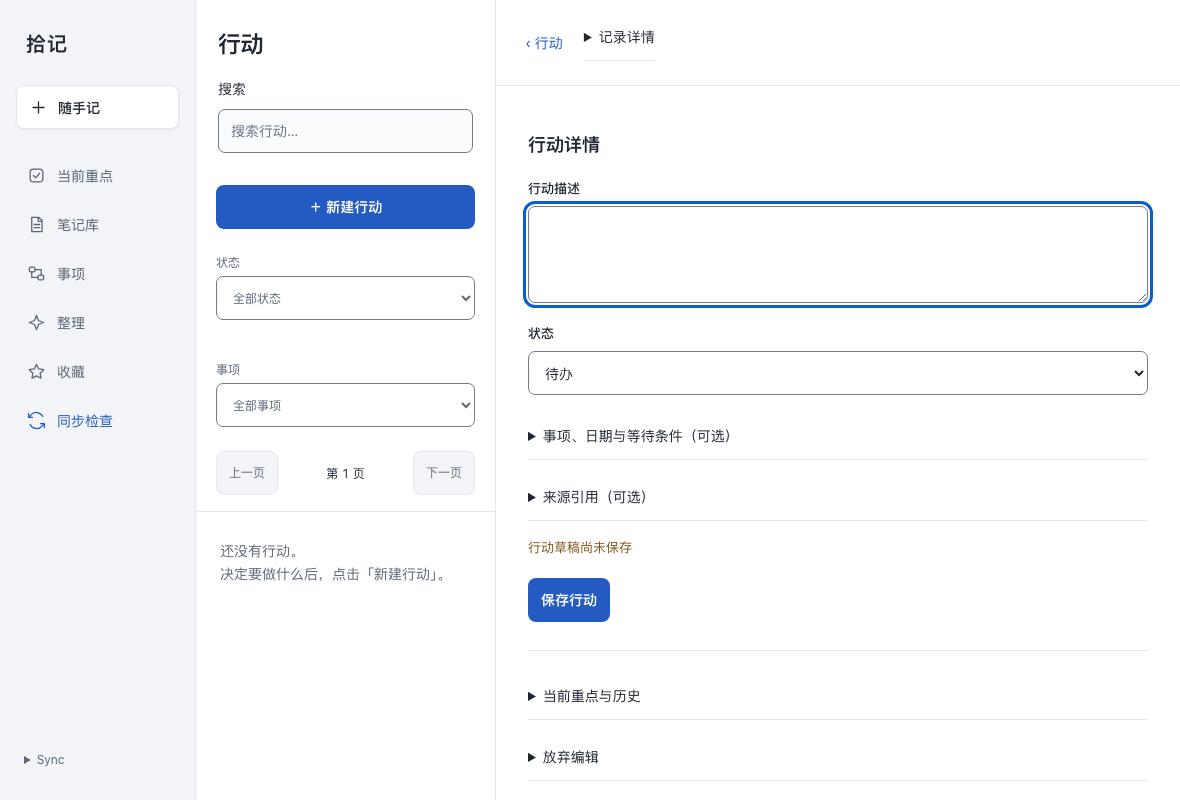 拾记
随手记
当前重点
笔记库
事项
整理
收藏
同步检查
Sync
行动
搜索
搜索行动...
+ 新建行动
状态
全部状态
事项
全部事项
上一页
第 1 页
下一页
还没有行动。
决定要做什么后，点击「新建行动」。
‹ 行动
记录详情
行动详情
行动描述
状态
待办
事项、日期与等待条件（可选）
来源引用（可选）
行动草稿尚未保存
保存行动
当前重点与历史
放弃编辑